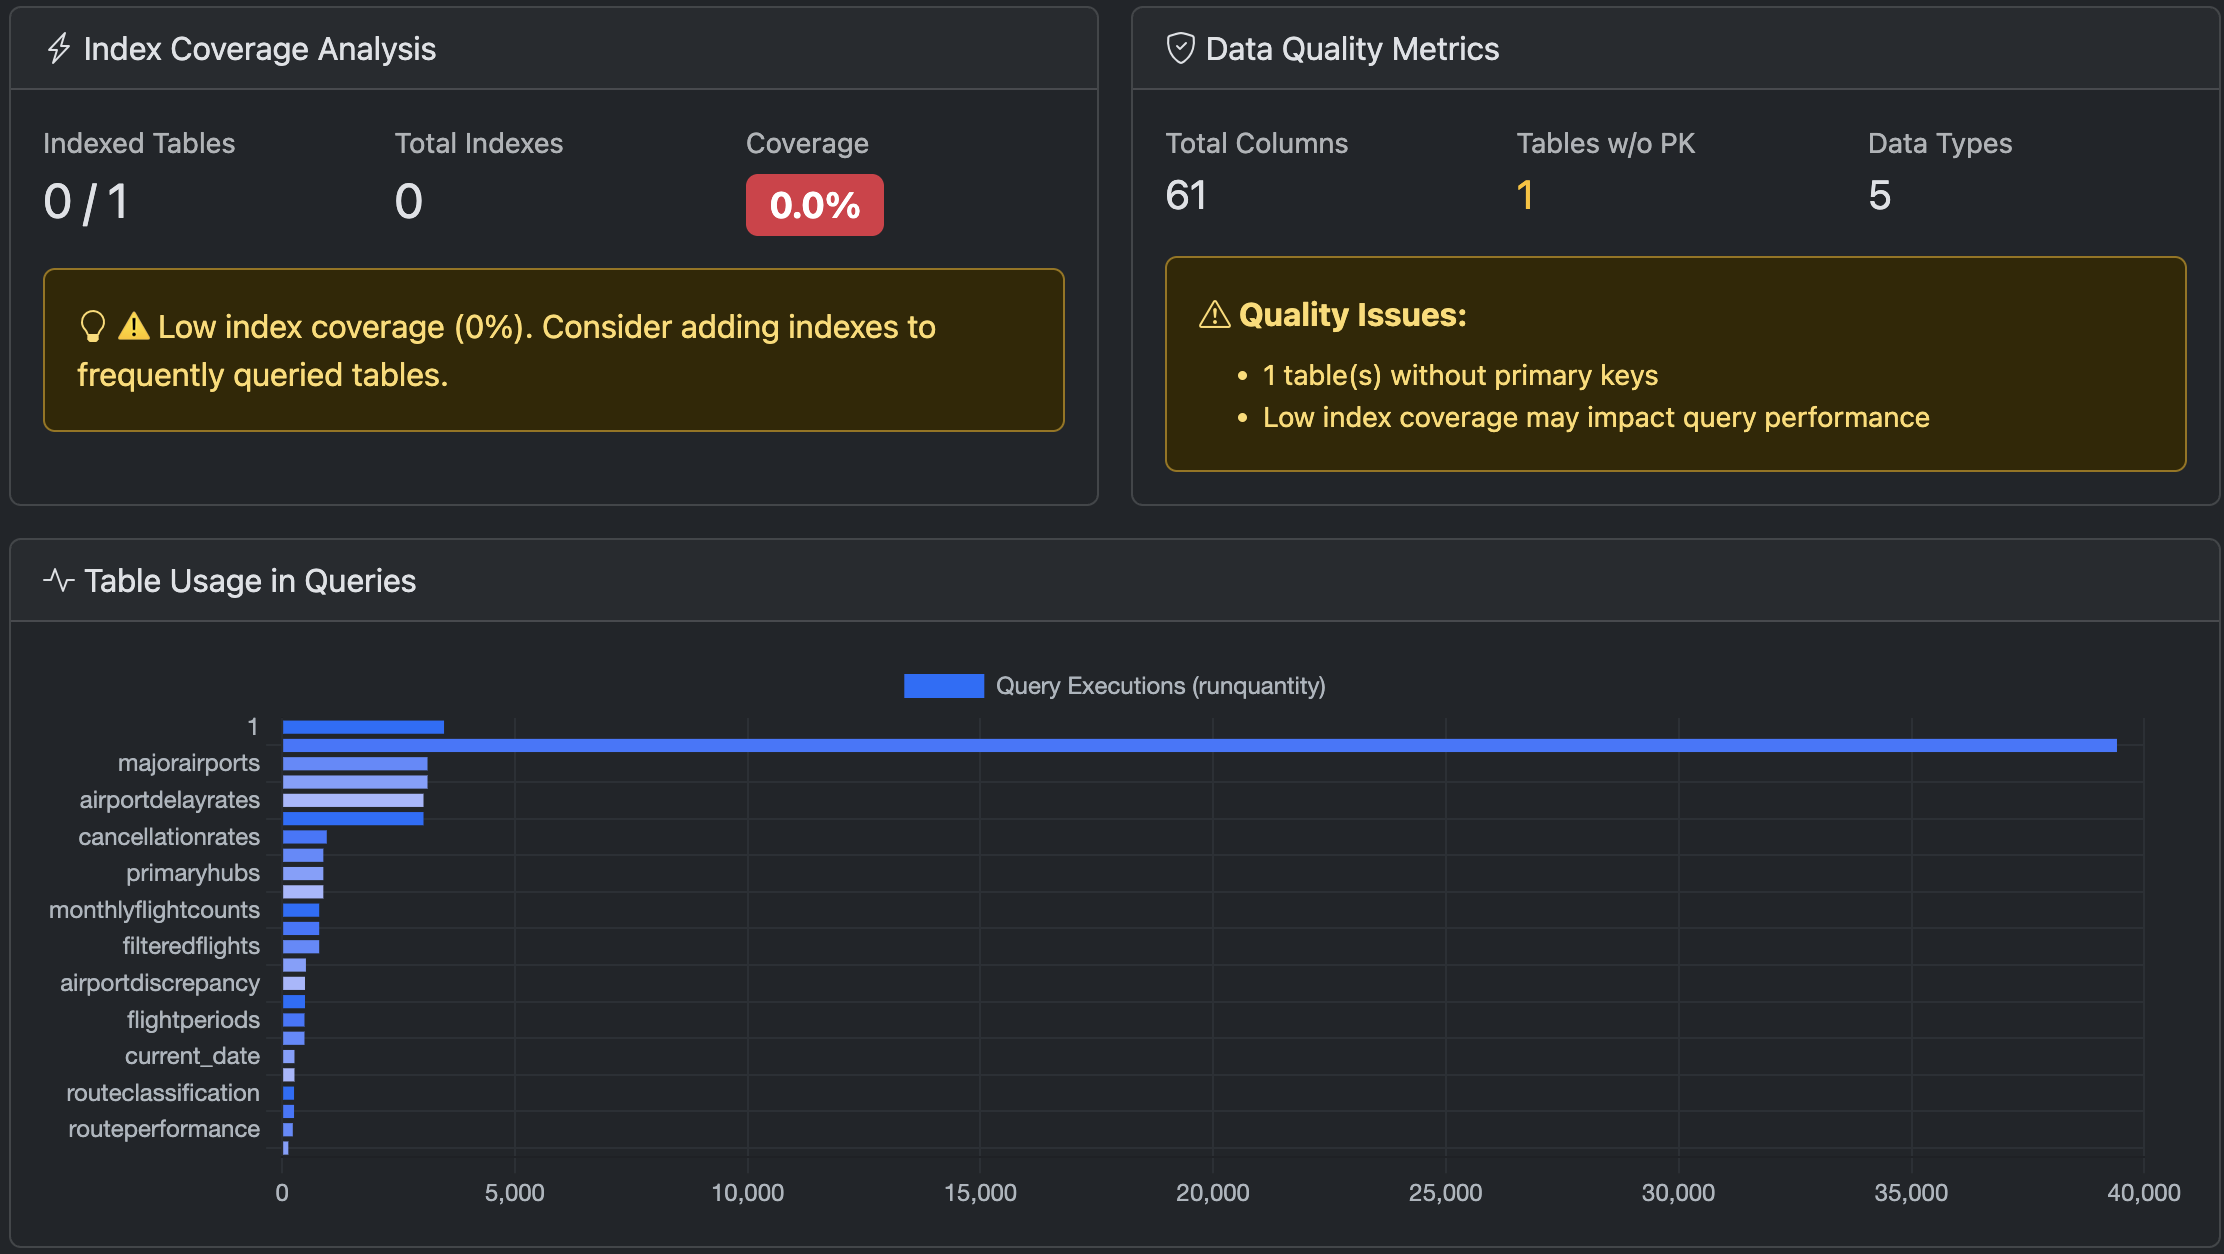 Index Coverage Analysis
Indexed Tables
0 / 1
Total Indexes
0
Coverage
0.0%
Low index coverage (0%). Consider adding indexes to
frequently queried tables.
Data Quality Metrics
Total Columns
61
Tables w/o PK
1
Data Types
5
Quality Issues:
• 1 table(s) without primary keys
• Low index coverage may impact query performance
Table Usage in Queries
Query Executions (runquantity)
1
majorairports
airportdelayrates
cancellationrates
primaryhubs
monthlyflightcounts
filteredflights
airportdiscrepancy
flightperiods
current_date
routeclassification
routeperformance
0 5,000 10,000 15,000 20,000 25,000 30,000 35,000 40,000